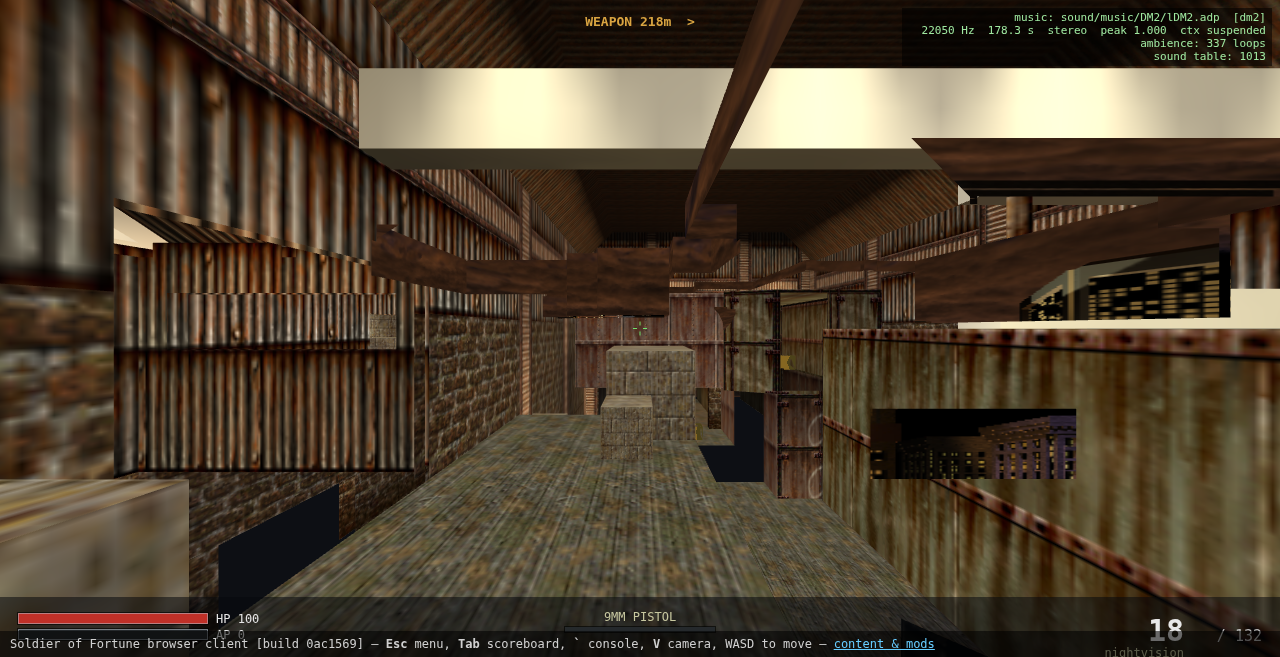 WEAPON 218m  >
music: sound/music/DM2/lDM2.adp  [dm2]
22050 Hz  178.3 s  stereo  peak 1.000  ctx suspended
ambience: 337 loops
sound table: 1013
9MM PISTOL
HP 100
AP 0
18 / 132
Soldier of Fortune browser client [build 0ac1569] — Esc menu, Tab scoreboard, ` console, V camera, WASD to move — content & mods
nightvision